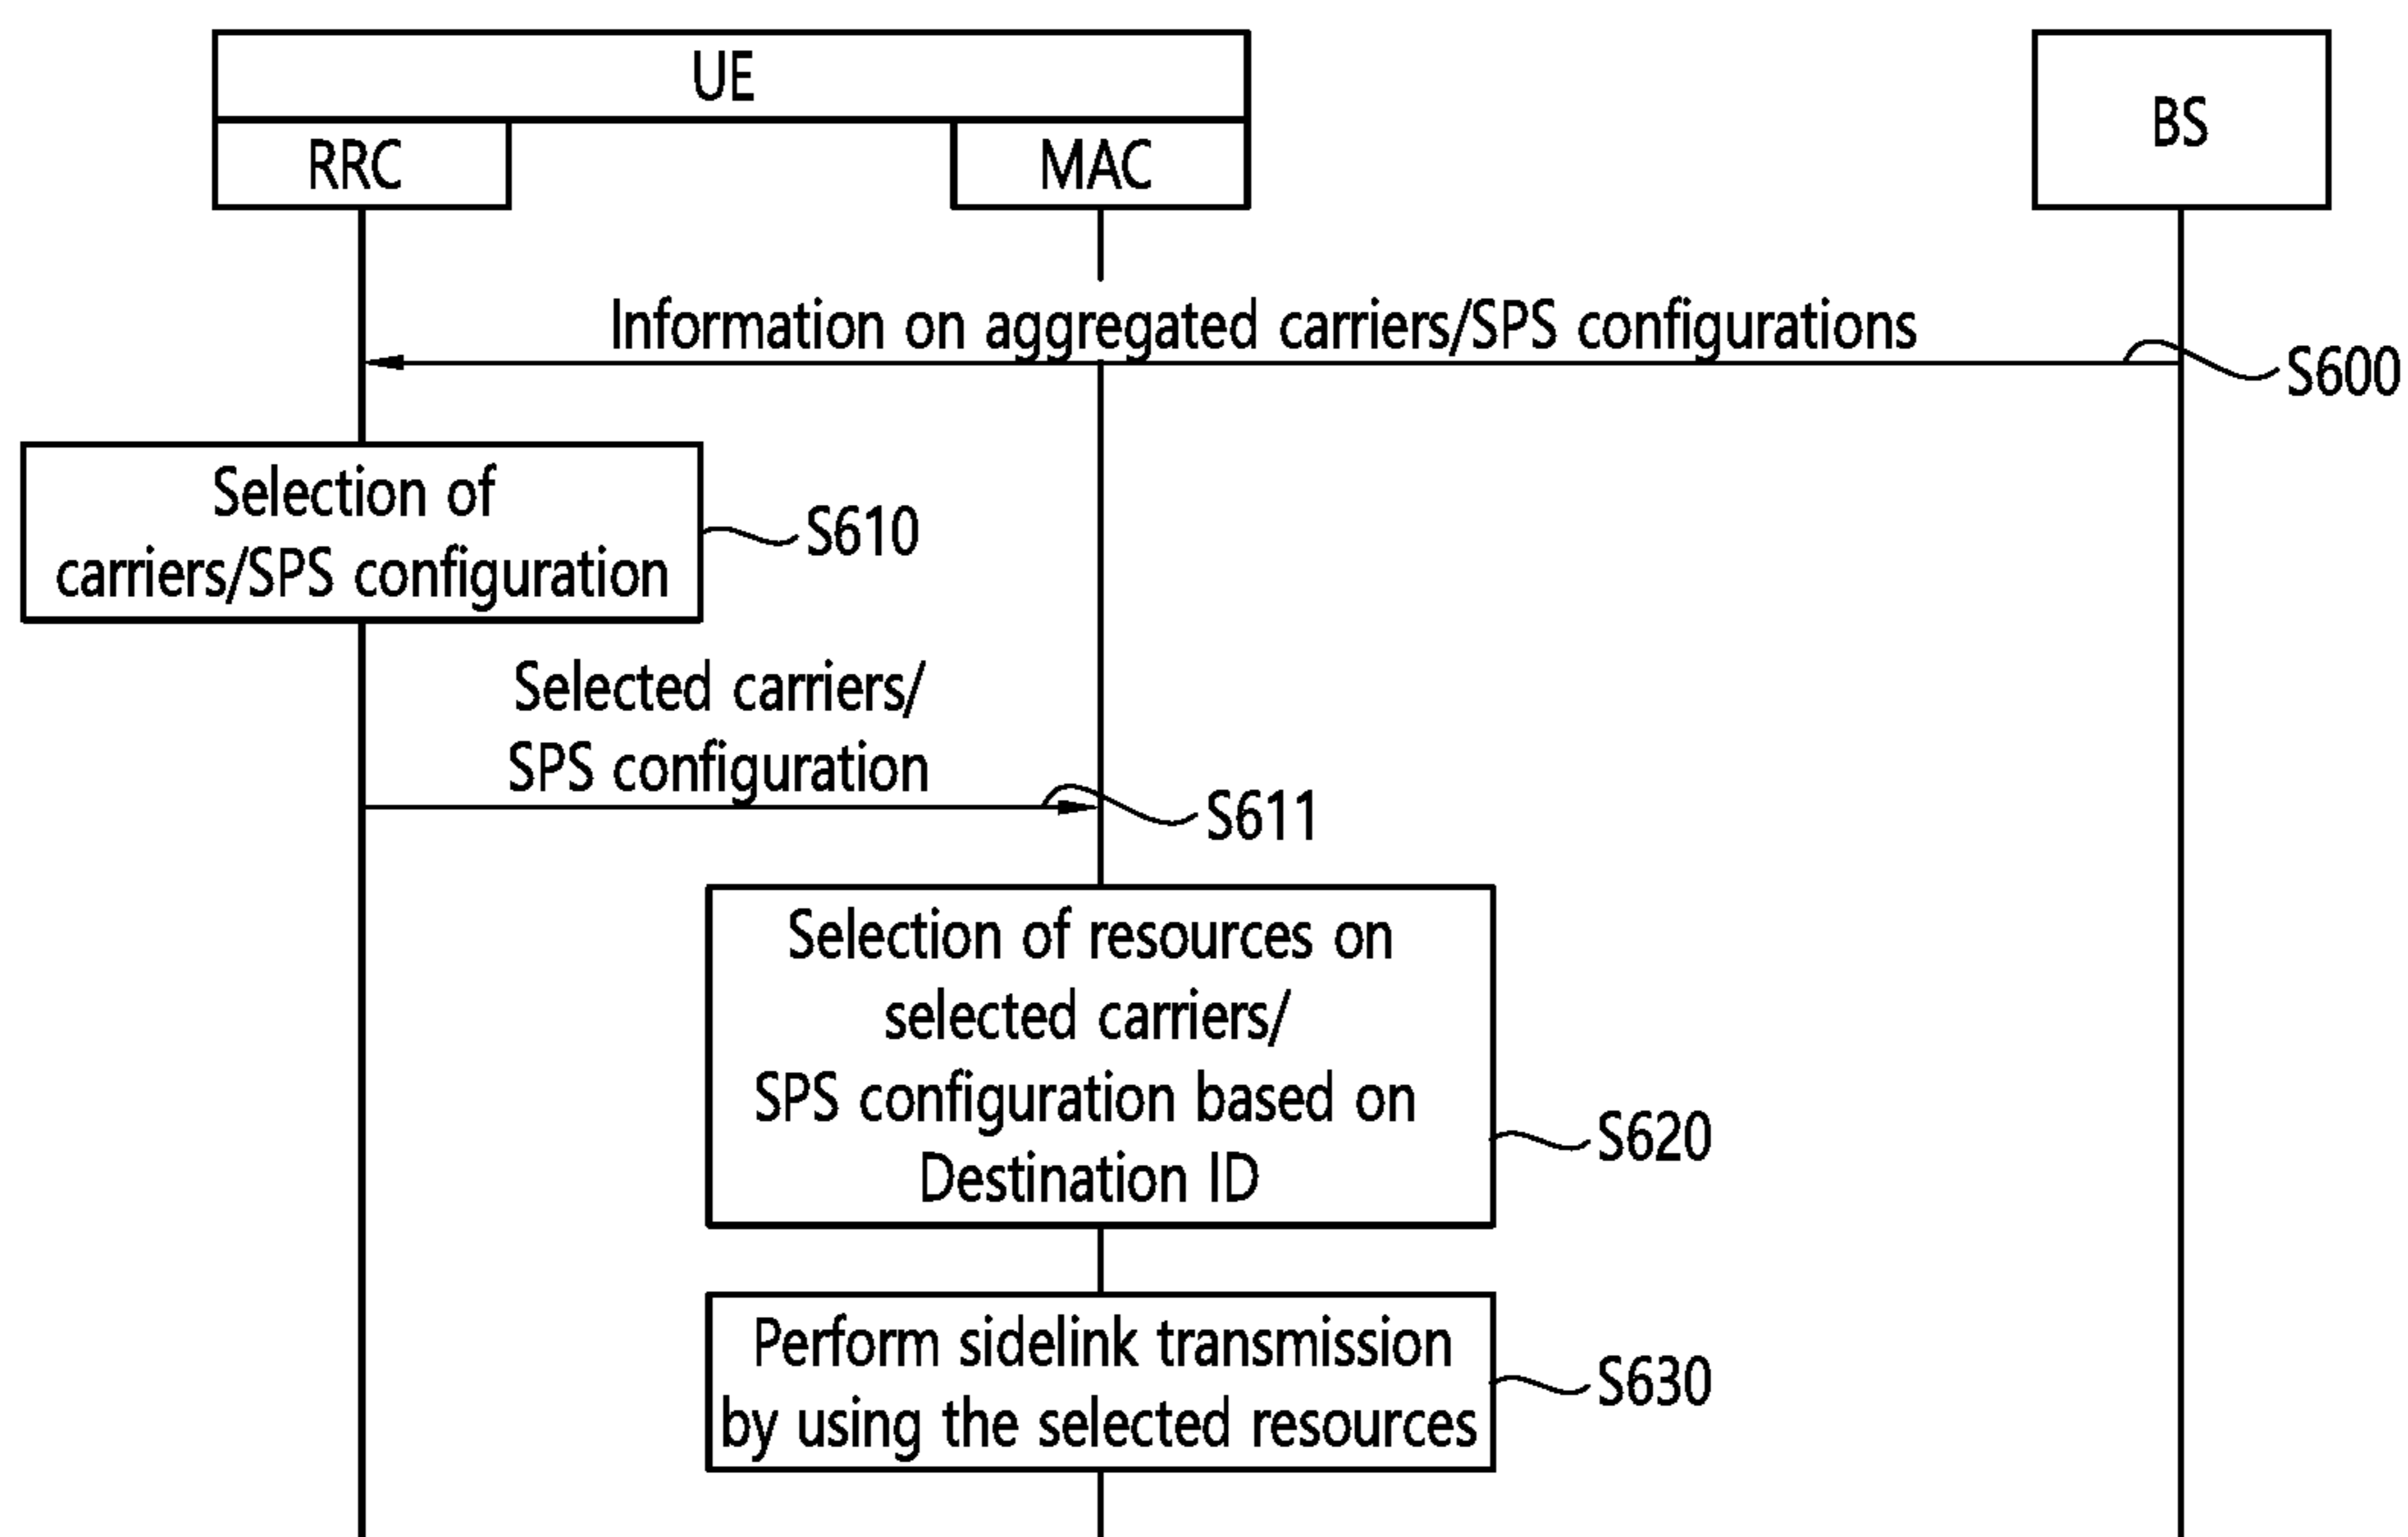 UE
BS
RRC
MAC
Information on aggregated carriers/SPS configurations
S600
Selection of
carriers/SPS configuration
S610
Selected carriers/
SPS configuration
S611
Selection of resources on
selected carriers/
SPS configuration based on
Destination ID
S620
Perform sidelink transmission
by using the selected resources
S630